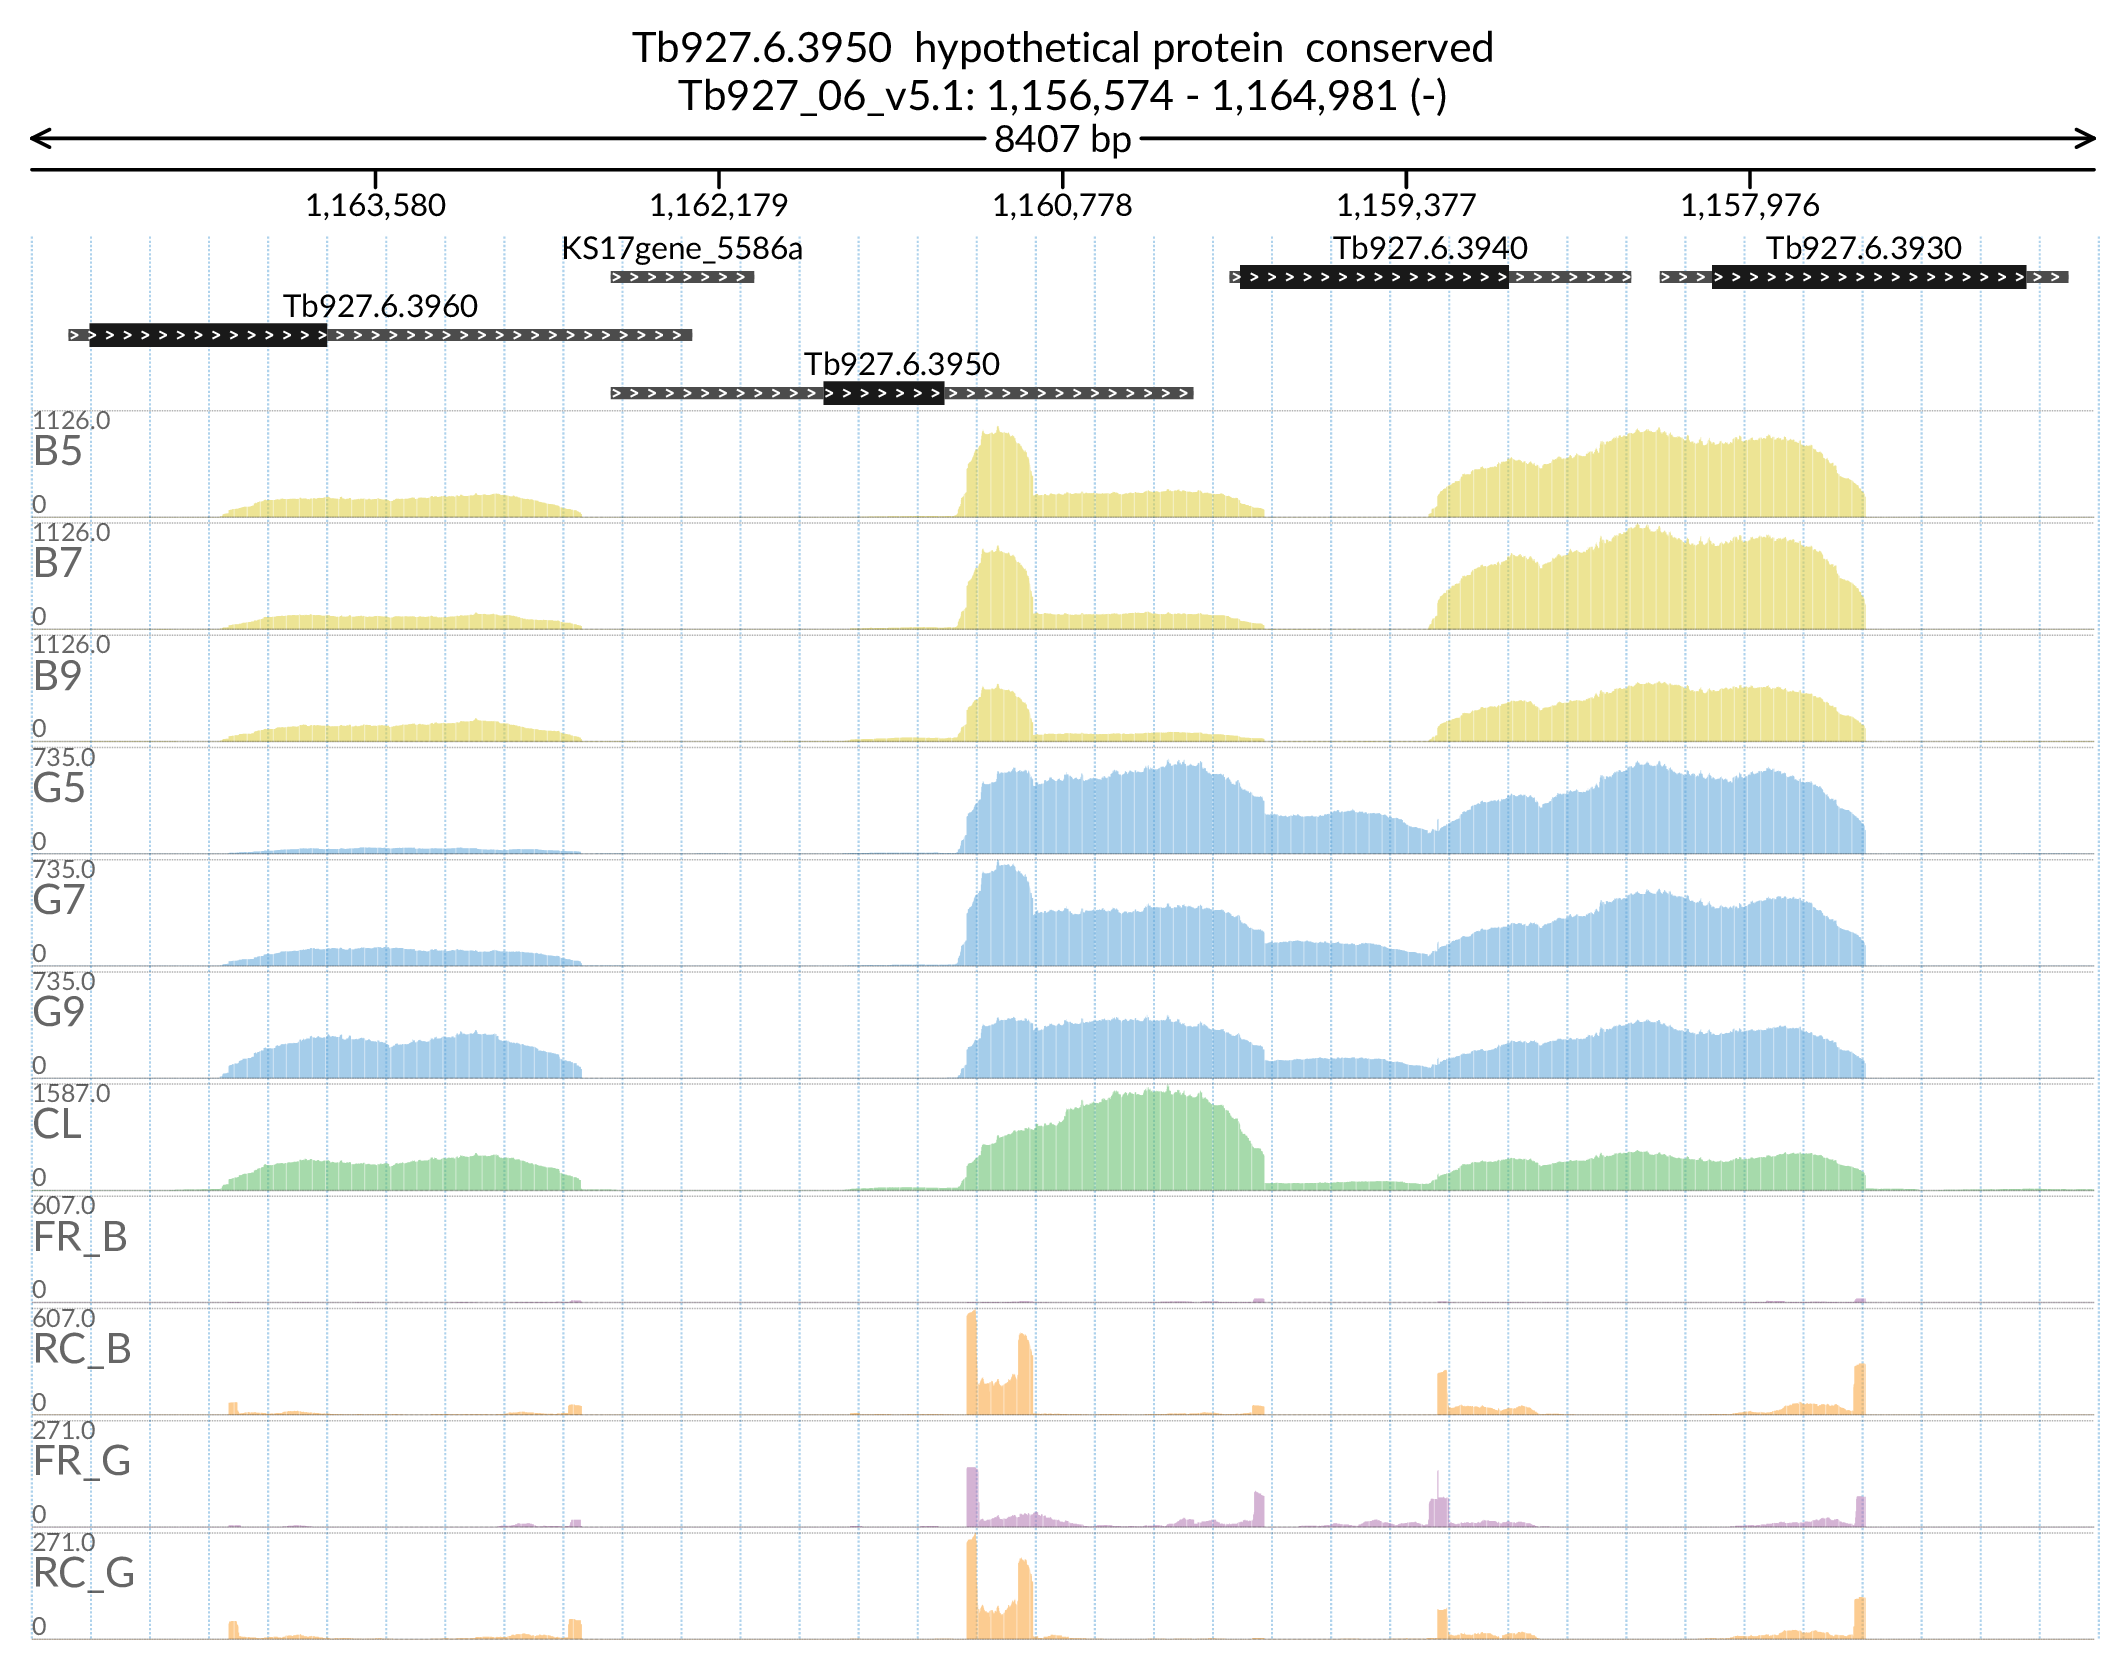 Tb927.6.3950  hypothetical protein  conserved
Tb927_06_v5.1: 1,156,574 - 1,164,981 (-)
8407 bp
1,163,580 1,162,179 1,160,778 1,159,377 1,157,976
KS17gene_5586a Tb927.6.3940 Tb927.6.3930
Tb927.6.3960
Tb927.6.3950
1126.0
B5
0
1126.0
B7
0
1126.0
B9
0
735.0
G5
0
735.0
G7
0
735.0
G9
0
1587.0
CL
0
607.0
FR_B
0
607.0
RC_B
0
271.0
FR_G
0
271.0
RC_G
0